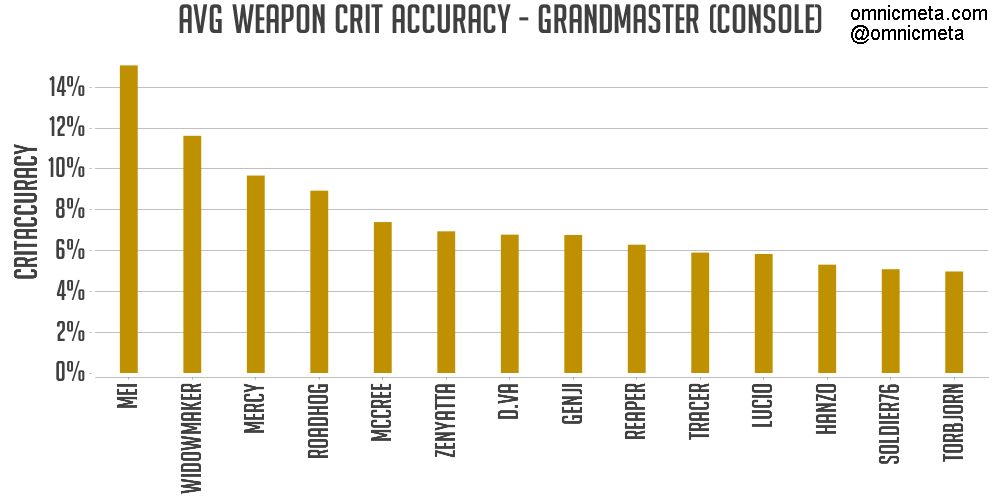 AVG WEAPON CRIT ACCURACY - GRANDMASTER (CONSOLE)
omnicmeta.com
@omnicmeta
CRITACCURACY
14%
12%
10%
8%
6%
4%
2%
0%
MEI
WIDOWMAKER
MERCY
ROADHOG
MCCREE
ZENYATTA
D.VA
GENJI
REAPER
TRACER
LUCIO
HANZO
SOLDIER76
TORBJORN